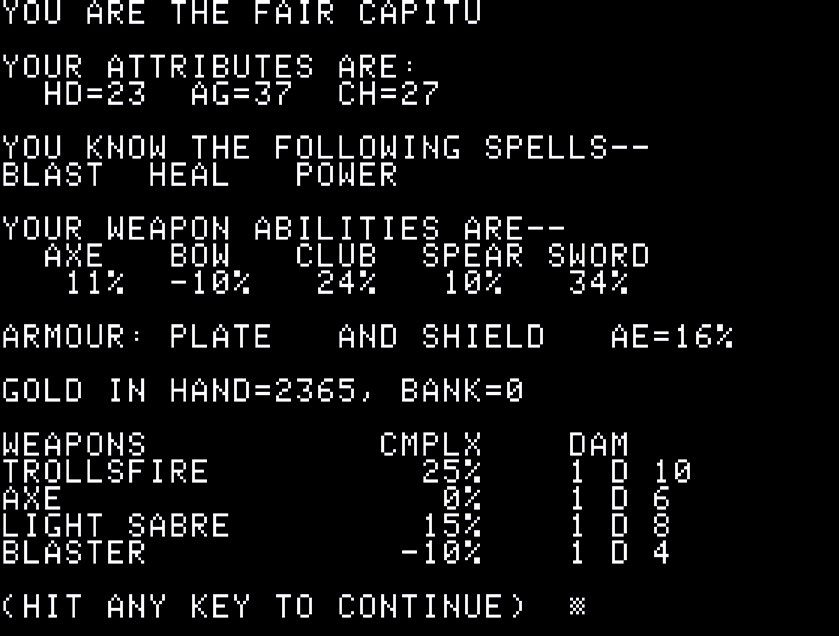 YOU ARE THE FAIR CAPITU
YOUR ATTRIBUTES ARE:
HD=23 AG=37 CH=27
YOU KNOW THE FOLLOWING SPELLS--
BLAST HEAL POWER
YOUR WEAPON ABILITIES ARE--
AXE BOW CLUB SPEAR SWORD
11% -10% 24% 10% 34%
ARMOUR: PLATE AND SHIELD AE=16%
GOLD IN HAND=2365, BANK=0
WEAPONS CMPLX DAM
TROLLSFIRE 25% 1 D 10
AXE 0% 1 D 6
LIGHT SABRE 15% 1 D 8
BLASTER -10% 1 D 4
(HIT ANY KEY TO CONTINUE)